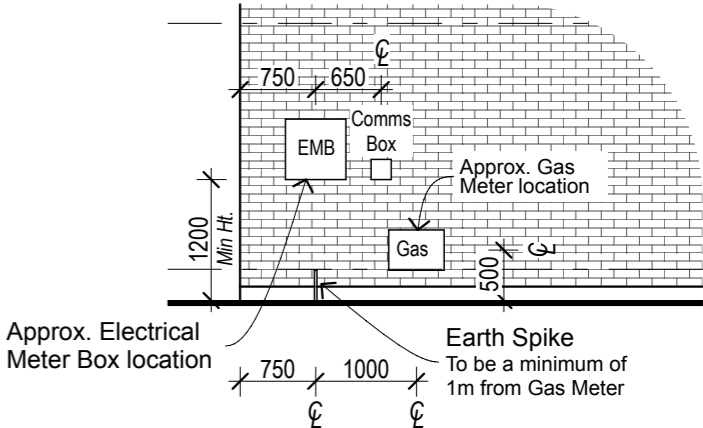 ℄
750 650
Comms
Box
EMB
Approx. Gas
Meter location
1200
Min Ht.
Gas
500
℄
Approx. Electrical
Meter Box location
Earth Spike
To be a minimum of
1m from Gas Meter
750 1000
℄ ℄